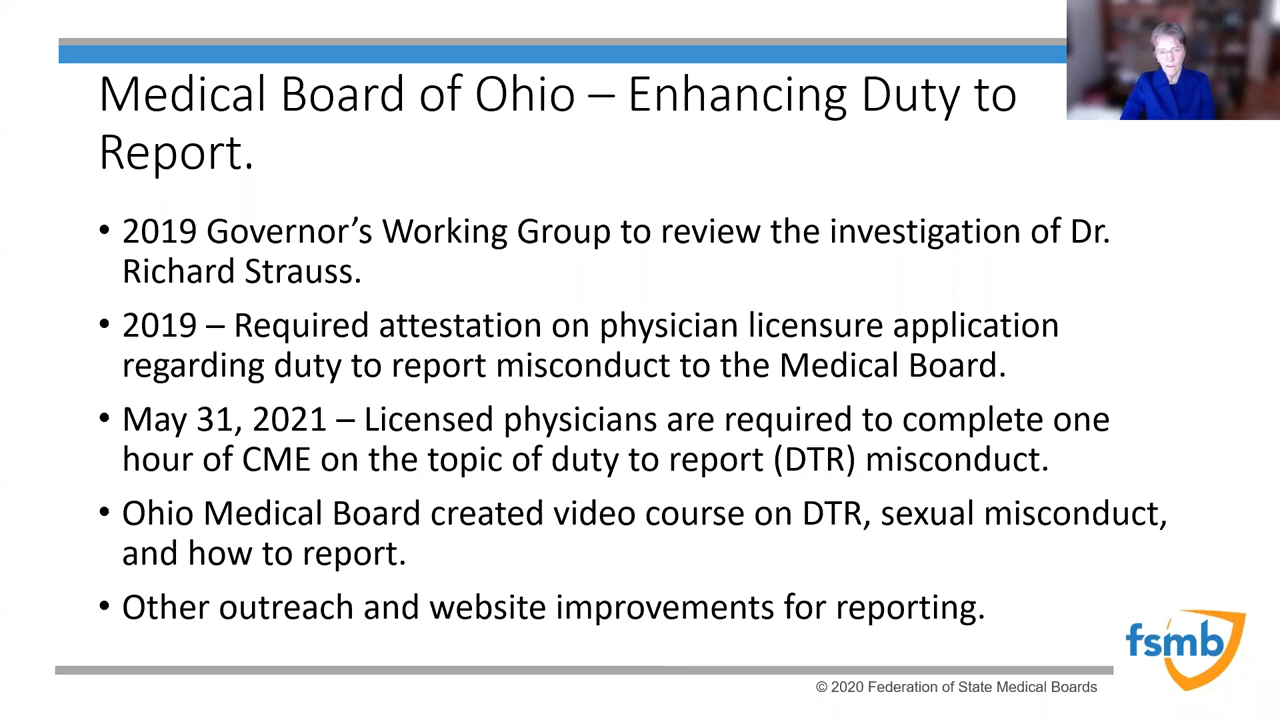 Medical Board of Ohio – Enhancing Duty to
Report.
• 2019 Governor’s Working Group to review the investigation of Dr.
Richard Strauss.
• 2019 – Required attestation on physician licensure application
regarding duty to report misconduct to the Medical Board.
• May 31, 2021 – Licensed physicians are required to complete one
hour of CME on the topic of duty to report (DTR) misconduct.
• Ohio Medical Board created video course on DTR, sexual misconduct,
and how to report.
• Other outreach and website improvements for reporting.
fsmb
© 2020 Federation of State Medical Boards